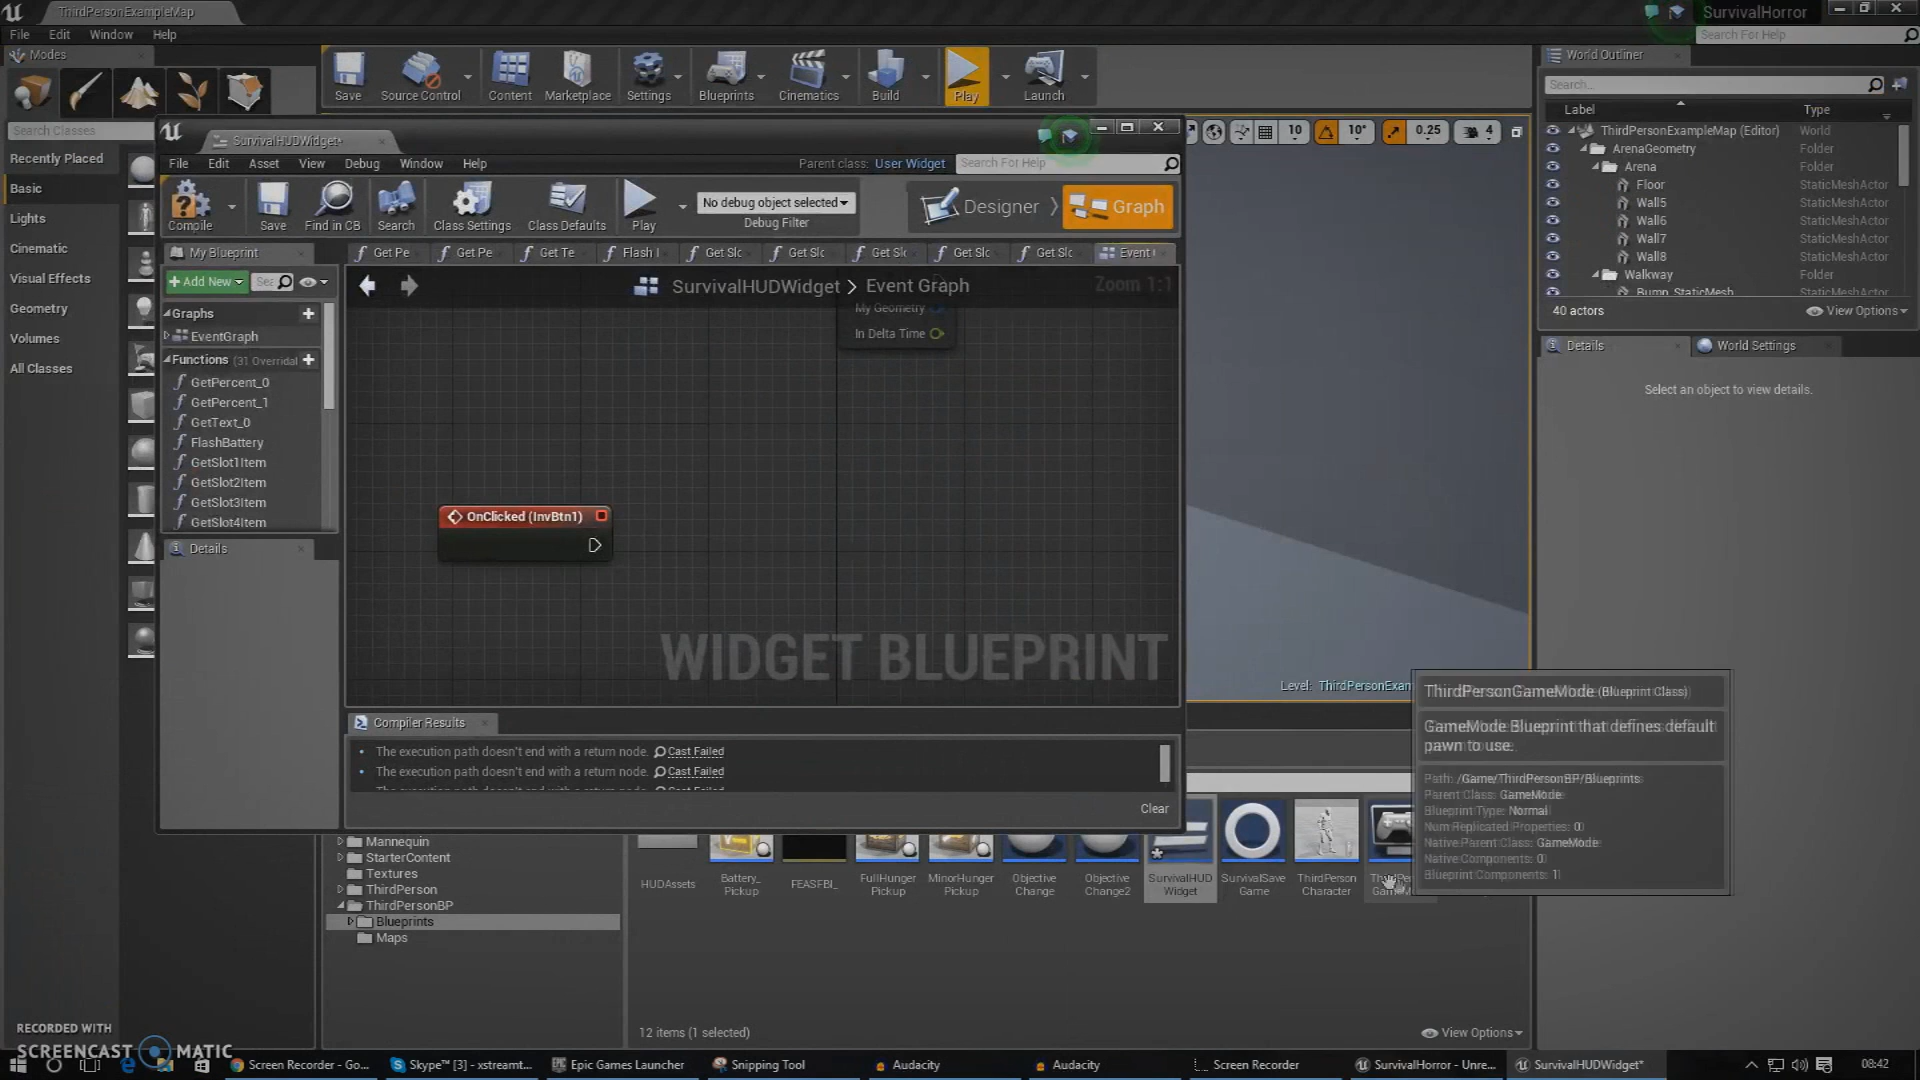 ThirdPersonExampleMap
SurvivalHorror
File Edit Window Help
Search For Help
Modes
Save Source Control Content Marketplace Settings Blueprints Cinematics Build Play Launch
World Outliner
Search...
Label Type
Search Classes
Recently Placed
Basic
Lights
Cinematic
Visual Effects
Geometry
Volumes
All Classes
SurvivalHUDWidget*
File Edit Asset View Debug Window Help
Parent class: User Widget
Search For Help
Compile Save Find in CB Search Class Settings Class Defaults Play
No debug object selected
Debug Filter
Designer Graph
10 10° 0.25 4
ThirdPersonExampleMap (Editor) World
ArenaGeometry Folder
Arena Folder
Floor StaticMeshActor
Wall5 StaticMeshActor
Wall6 StaticMeshActor
Wall7 StaticMeshActor
Wall8 StaticMeshActor
Walkway Folder
Bump_StaticMesh StaticMeshActor
40 actors
View Options
Details
World Settings
Select an object to view details.
My Blueprint
Get Pe Get Pe Get Te Flash Get Slo Get Slo Get Slo Get Slo Get Slo Event
+Add New
Graphs
EventGraph
Functions (31 Overridal
GetPercent_0
GetPercent_1
GetText_0
FlashBattery
GetSlot1Item
GetSlot2Item
GetSlot3Item
GetSlot4Item
Details
SurvivalHUDWidget > Event Graph
Zoom 1:1
My Geometry
In Delta Time
OnClicked (InvBtn1)
WIDGET BLUEPRINT
Compiler Results
The execution path doesn't end with a return node. Cast Failed
The execution path doesn't end with a return node. Cast Failed
The execution path doesn't end with a return node. Cast Failed
Clear
Level: ThirdPersonExam
ThirdPersonGameMode (Blueprint Class)
GameMode Blueprint that defines default
pawn to use.
Path: /Game/ThirdPersonBP/Blueprints
Parent Class: GameMode
Blueprint Type: Normal
Num Replicated Properties: 0
Native Parent Class: GameMode
Native Components: 0
Blueprint Components: 1
Mannequin
StarterContent
Textures
ThirdPerson
ThirdPersonBP
Blueprints
Maps
HUDAssets
Battery_
Pickup
FEASFBI_
FullHunger
Pickup
MinorHunger
Pickup
Objective
Change
Objective
Change2
SurvivalHUD
Widget
SurvivalSave
Game
ThirdPerson
Character
12 items (1 selected)
View Options
RECORDED WITH
SCREENCAST MATIC
Screen Recorder - Go...
Skype™ [3] - xstreamt...
Epic Games Launcher
Snipping Tool
Audacity
Audacity
Screen Recorder
SurvivalHorror - Unre...
SurvivalHUDWidget*
08:42